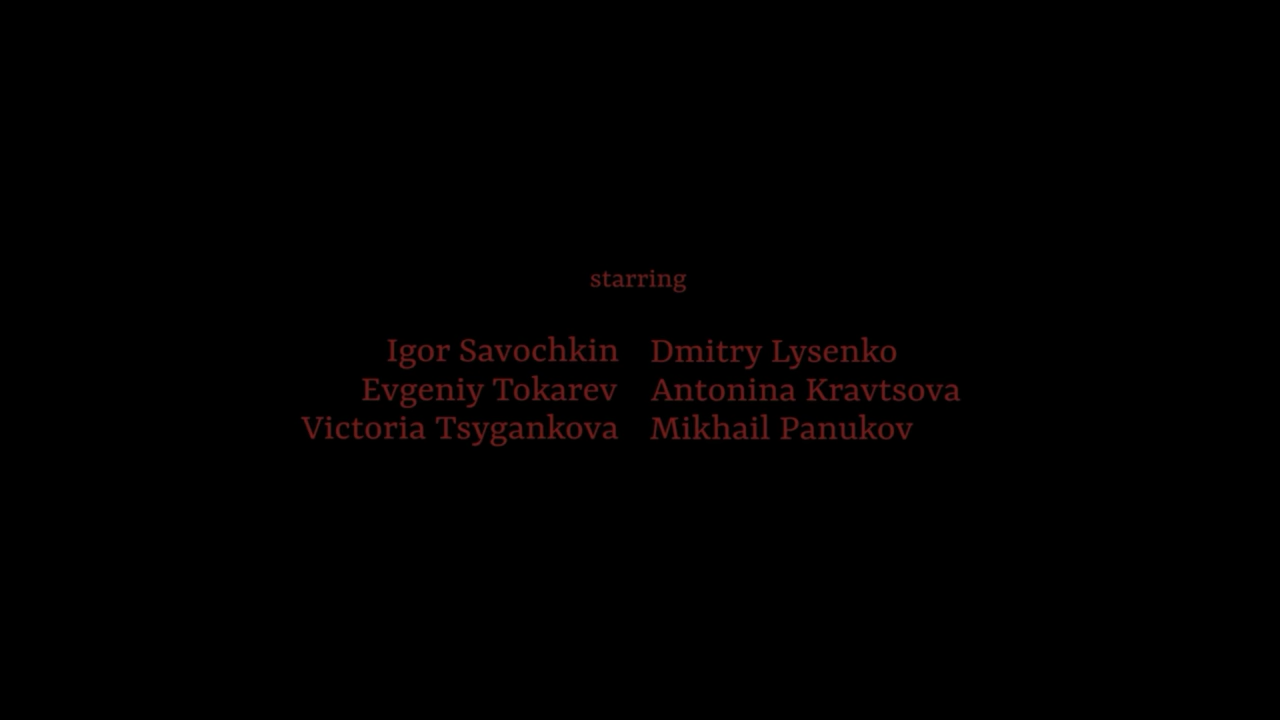 starring
Igor Savochkin Dmitry Lysenko
Evgeniy Tokarev Antonina Kravtsova
Victoria Tsygankova Mikhail Panukov